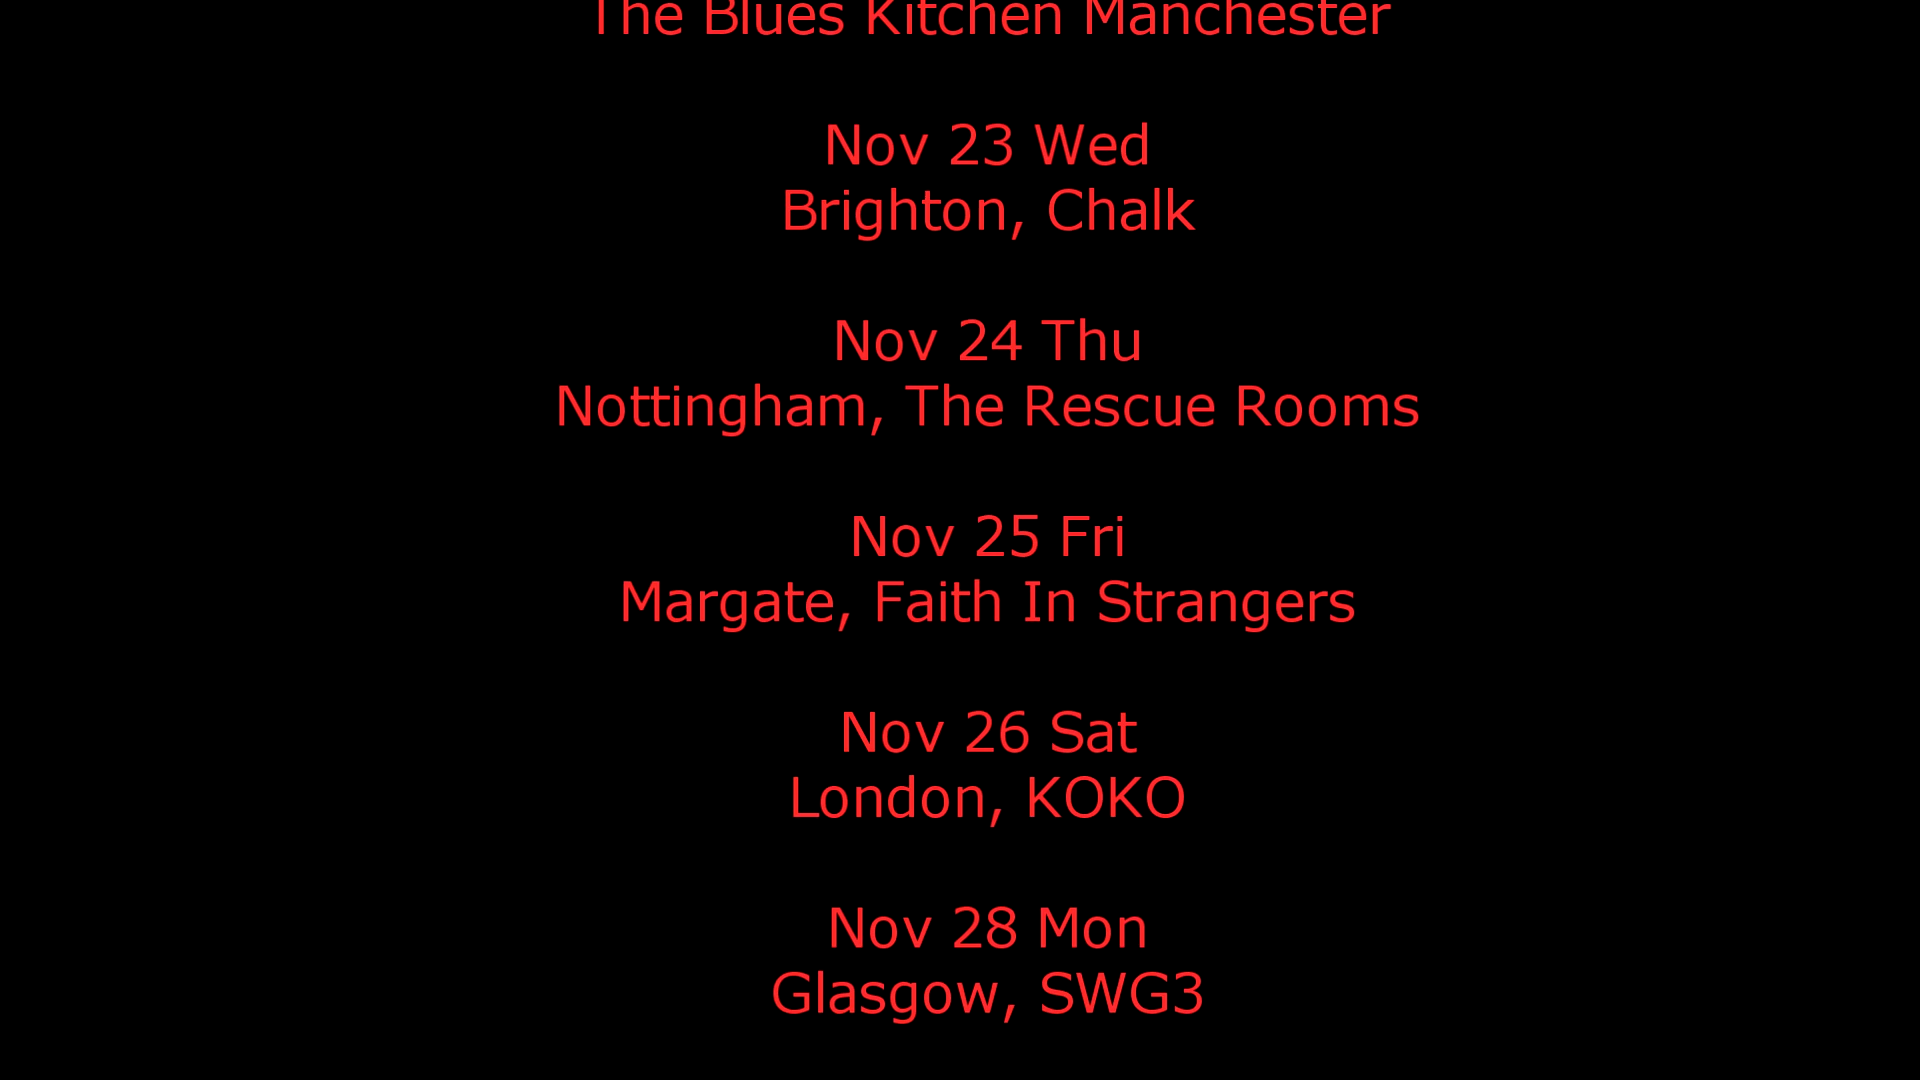 The Blues Kitchen Manchester
Nov 23 Wed
Brighton, Chalk
Nov 24 Thu
Nottingham, The Rescue Rooms
Nov 25 Fri
Margate, Faith In Strangers
Nov 26 Sat
London, KOKO
Nov 28 Mon
Glasgow, SWG3